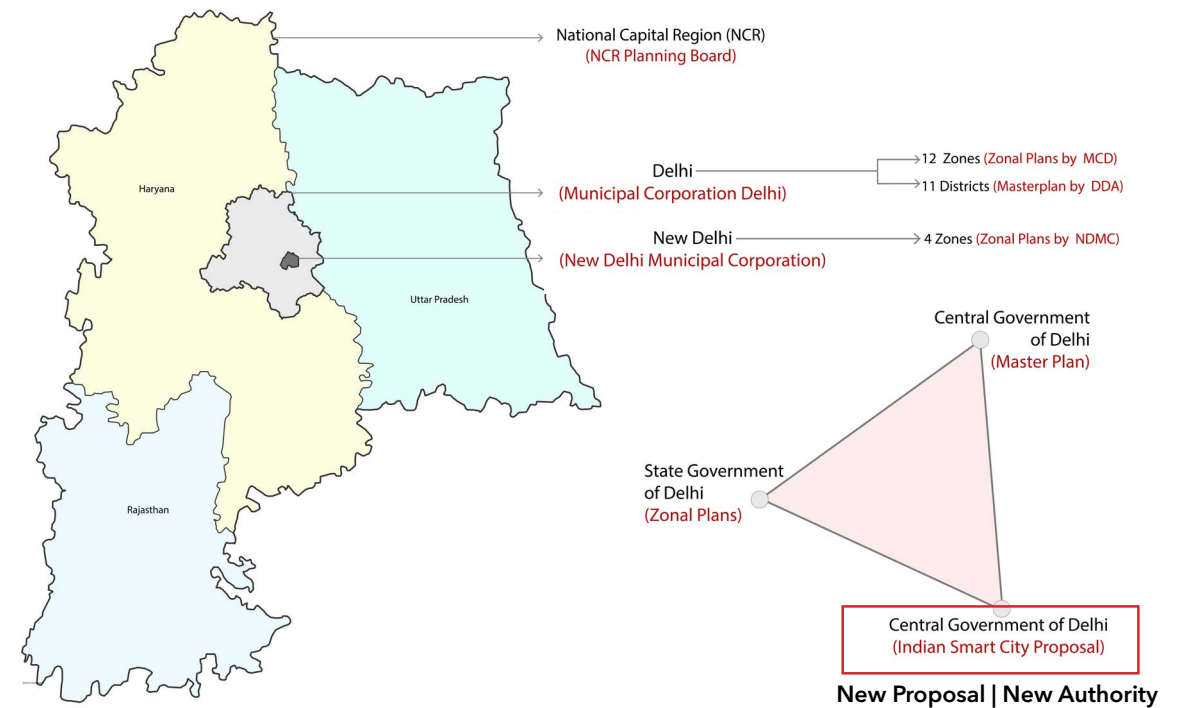 National Capital Region (NCR)
(NCR Planning Board)
Haryana
Delhi
(Municipal Corporation Delhi)
12 Zones (Zonal Plans by MCD)
11 Districts (Masterplan by DDA)
New Delhi
(New Delhi Municipal Corporation)
4 Zones (Zonal Plans by NDMC)
Uttar Pradesh
Rajasthan
Central Government
of Delhi
(Master Plan)
State Government
of Delhi
(Zonal Plans)
Central Government of Delhi
(Indian Smart City Proposal)
New Proposal | New Authority